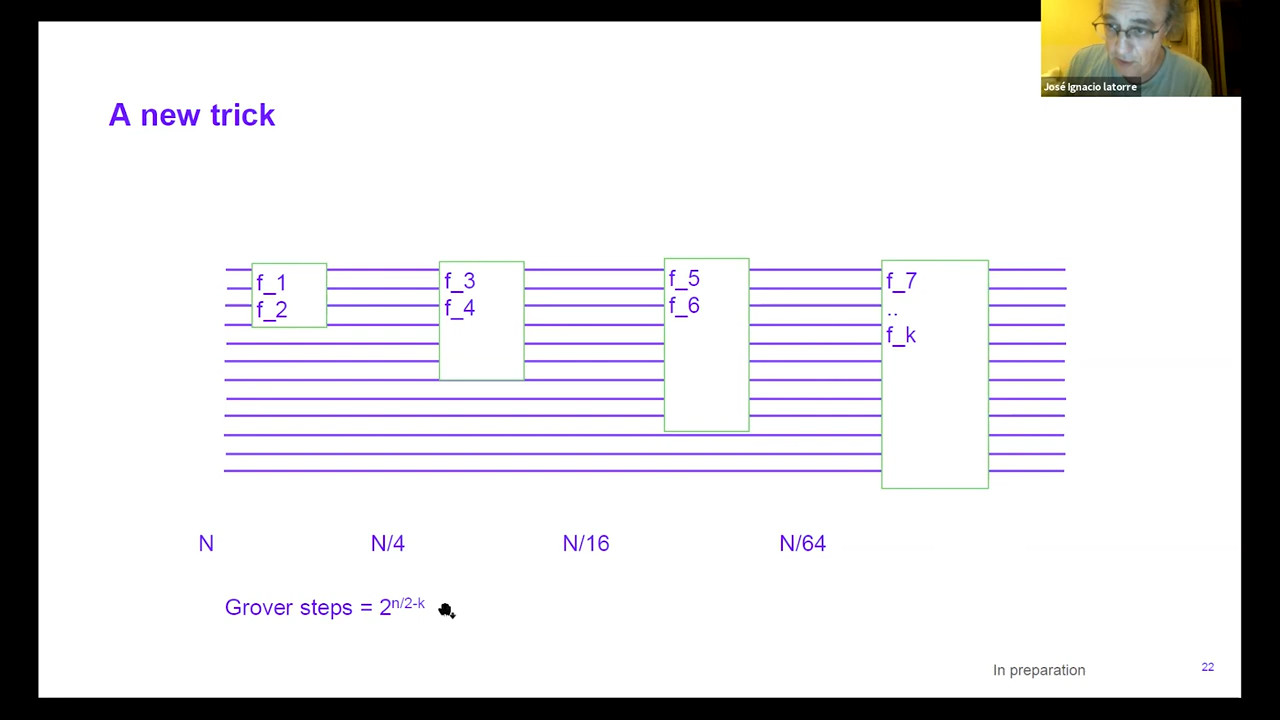 José Ignacio latorre
A new trick
f_1
f_2
f_3
f_4
f_5
f_6
f_7
..
f_k
N N/4 N/16 N/64
Grover steps = 2^n/2-k
In preparation
22